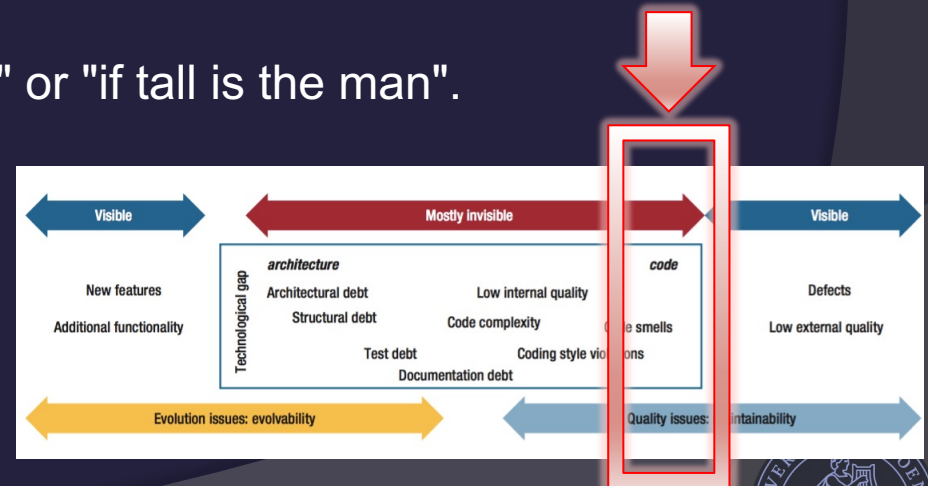 " or "if tall is the man".
Visible
Mostly invisible
Visible
New features
Additional functionality
Technological gap
architecture
code
Architectural debt
Low internal quality
Structural debt
Code complexity
smells
Test debt
Coding style
Documentation debt
Defects
Low external quality
Evolution issues: evolvability
Quality issues: